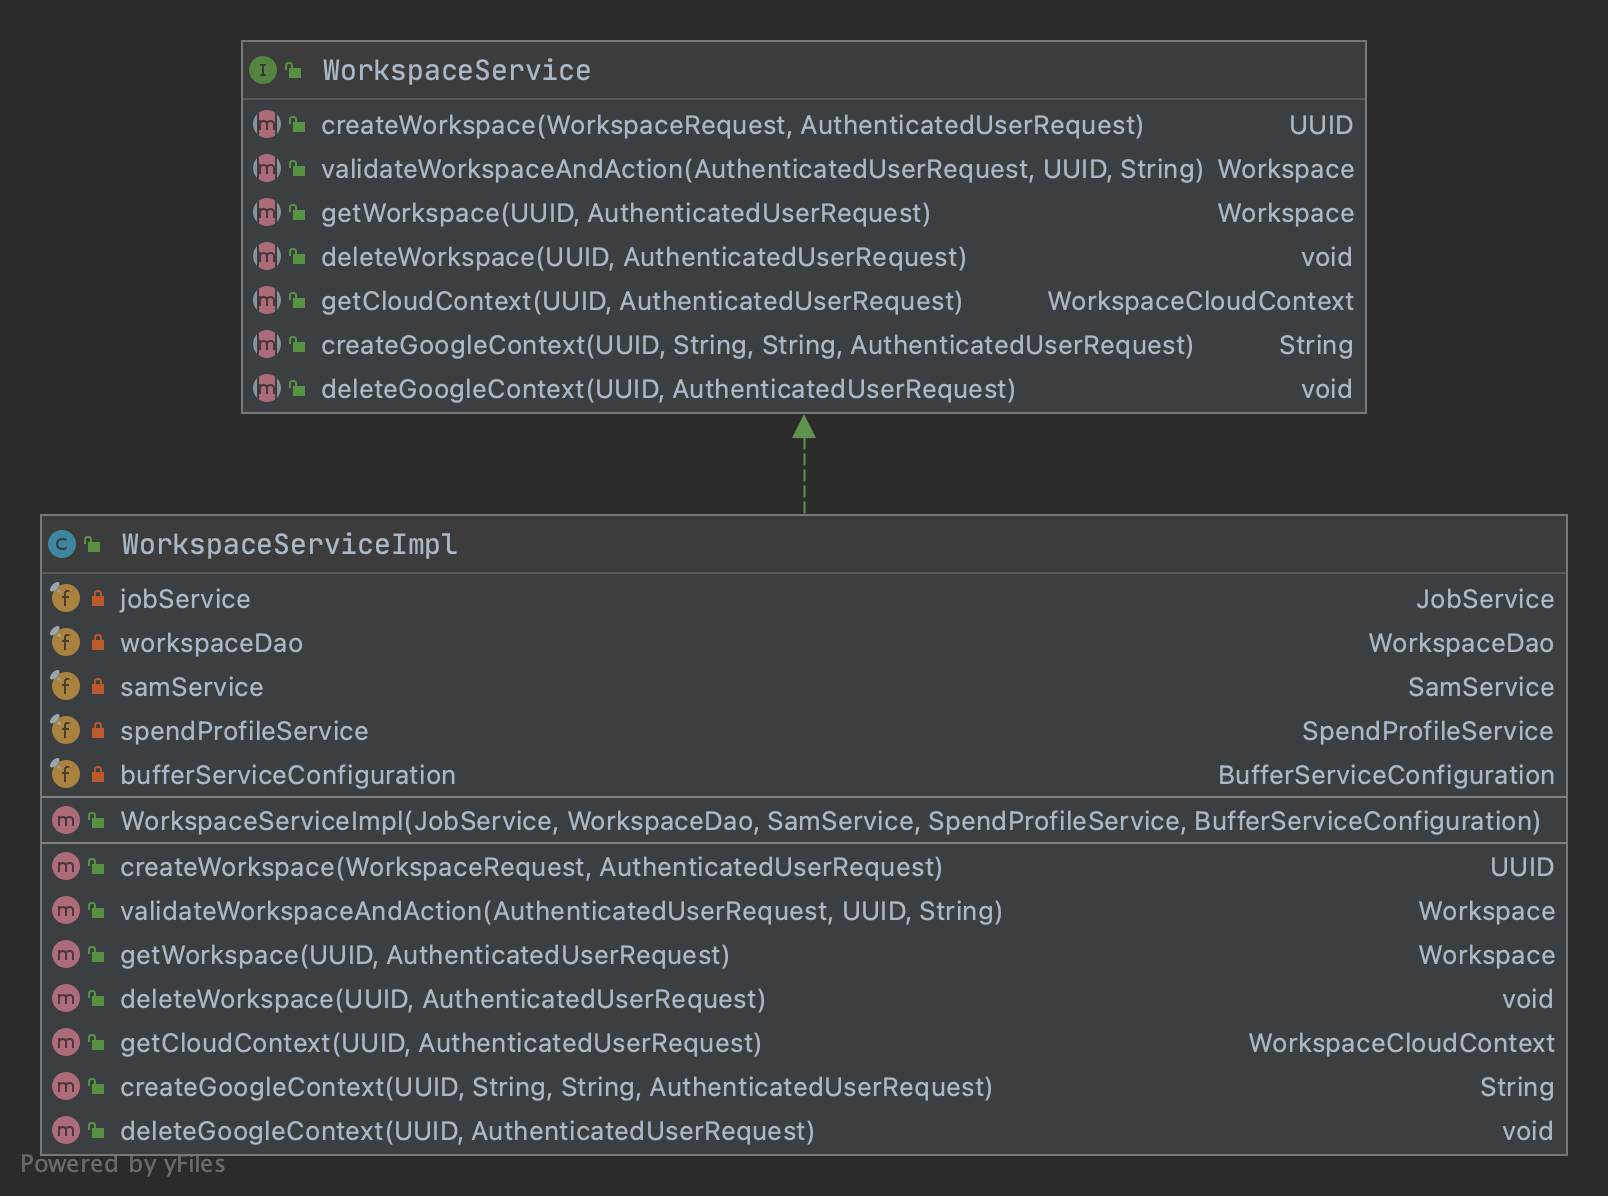 I WorkspaceService
m createWorkspace(WorkspaceRequest, AuthenticatedUserRequest) UUID
m validateWorkspaceAndAction(AuthenticatedUserRequest, UUID, String) Workspace
m getWorkspace(UUID, AuthenticatedUserRequest) Workspace
m deleteWorkspace(UUID, AuthenticatedUserRequest) void
m getCloudContext(UUID, AuthenticatedUserRequest) WorkspaceCloudContext
m createGoogleContext(UUID, String, String, AuthenticatedUserRequest) String
m deleteGoogleContext(UUID, AuthenticatedUserRequest) void
C WorkspaceServiceImpl
f jobService JobService
f workspaceDao WorkspaceDao
f samService SamService
f spendProfileService SpendProfileService
f bufferServiceConfiguration BufferServiceConfiguration
m WorkspaceServiceImpl(JobService, WorkspaceDao, SamService, SpendProfileService, BufferServiceConfiguration)
m createWorkspace(WorkspaceRequest, AuthenticatedUserRequest) UUID
m validateWorkspaceAndAction(AuthenticatedUserRequest, UUID, String) Workspace
m getWorkspace(UUID, AuthenticatedUserRequest) Workspace
m deleteWorkspace(UUID, AuthenticatedUserRequest) void
m getCloudContext(UUID, AuthenticatedUserRequest) WorkspaceCloudContext
m createGoogleContext(UUID, String, String, AuthenticatedUserRequest) String
m deleteGoogleContext(UUID, AuthenticatedUserRequest) void
Powered by yFiles